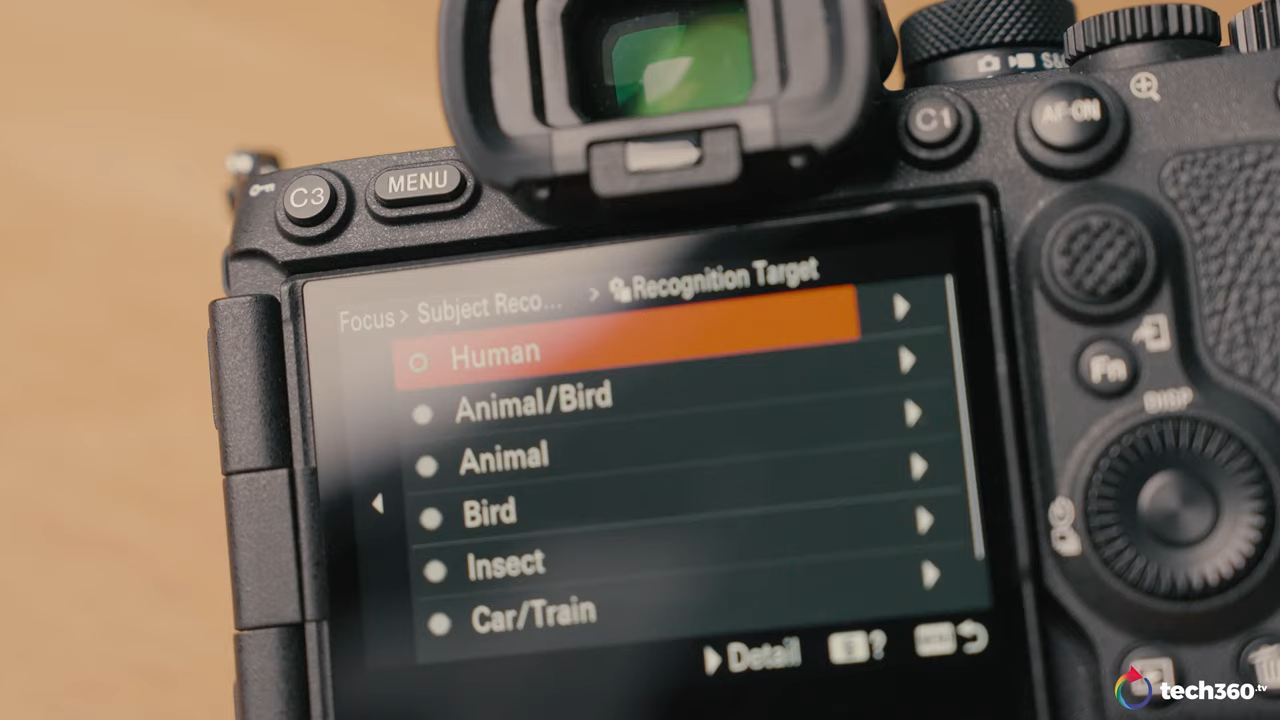 S&Q
C1
AF-ON
C3
MENU
Focus > Subject Reco... > Recognition Target
Human
Animal/Bird
Animal
Bird
Insect
Car/Train
Detail
?
Fn
DISP
tech360.tv